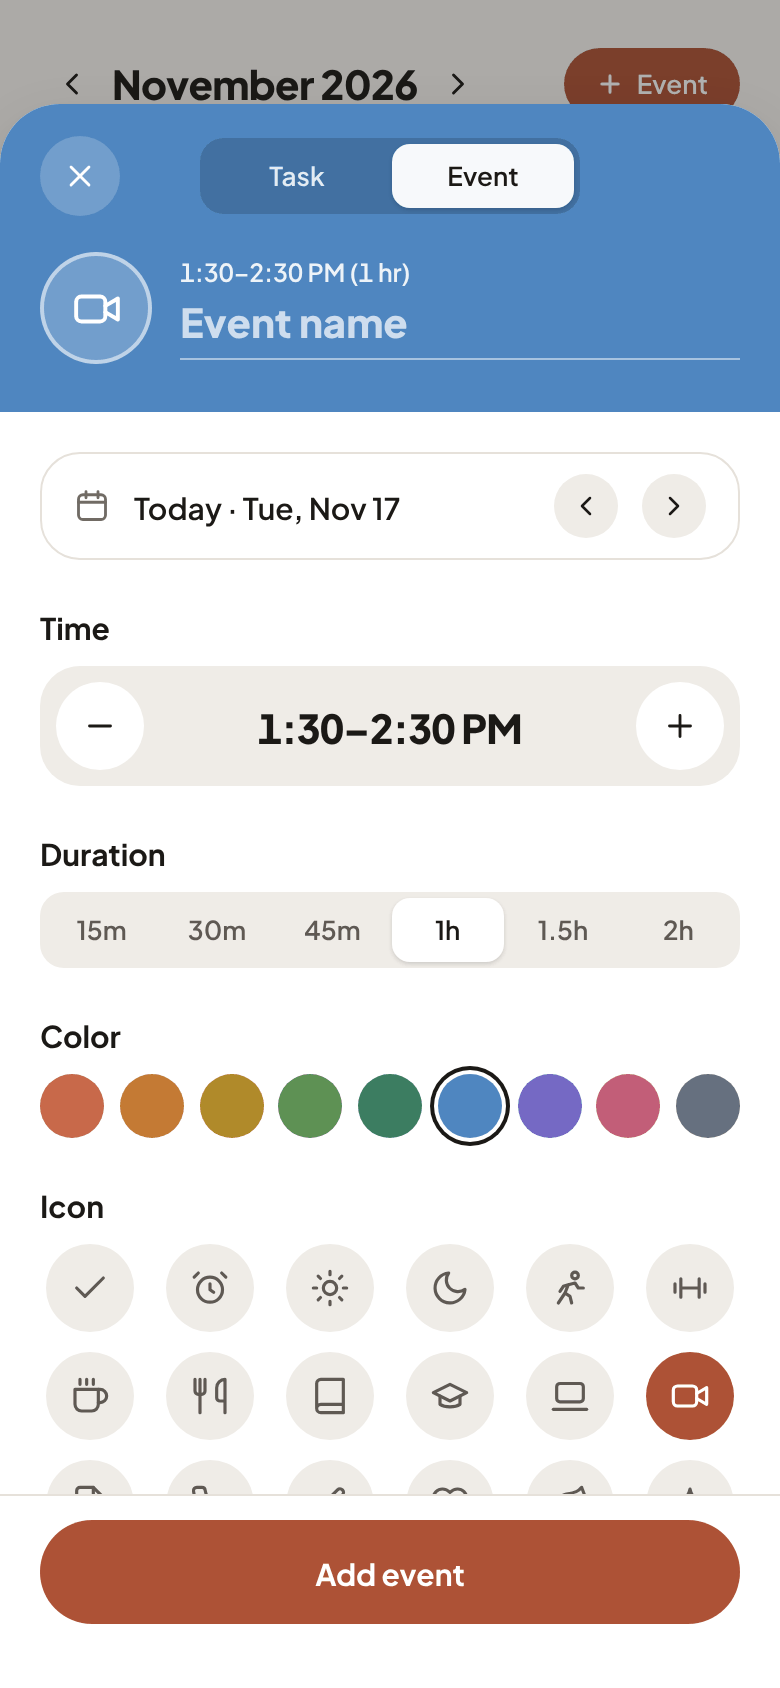 November 2026
Event
Task
Event
1:30–2:30 PM (1 hr)
Event name
Today · Tue, Nov 17
Time
1:30–2:30 PM
Duration
15m 30m 45m 1h 1.5h 2h
Color
Icon
Add event